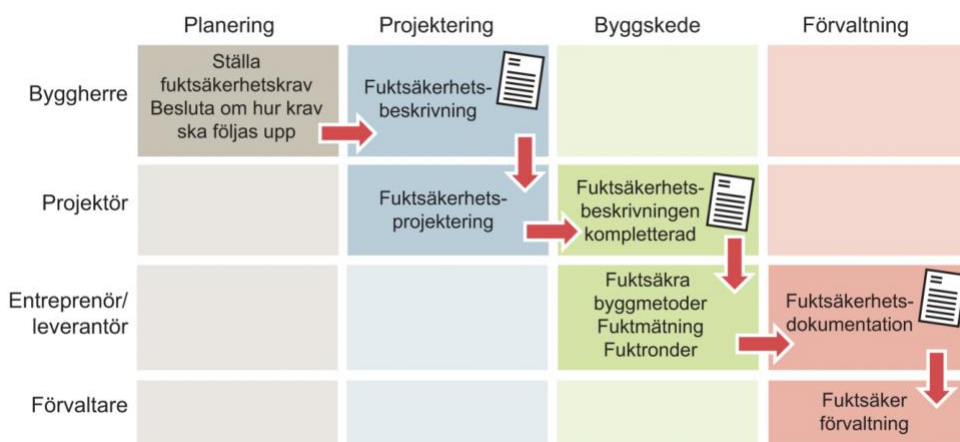 Planering
Projektering
Byggskede
Förvaltning
Byggherre
Ställa
fuktsäkerhetskrav
Besluta om hur krav
ska följas upp
Fuktsäkerhets-
beskrivning
Projektör
Fuktsäkerhets-
projektering
Fuktsäkerhets-
beskrivningen
kompletterad
Entreprenör/
leverantör
Fuktsäkra
byggmetoder
Fuktmätning
Fuktronder
Fuktsäkerhets-
dokumentation
Förvaltare
Fuktsäker
förvaltning